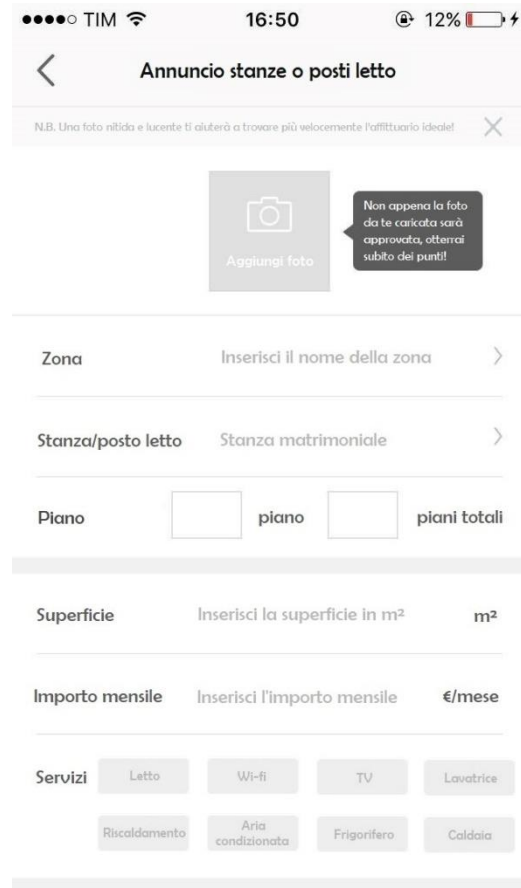 TIM 16:50 12%
Annuncio stanze o posti letto
N.B. Una foto nitida e lucente ti aiuterà a trovare più velocemente l'affittuario ideale!
Non appena la foto
da te caricata sarà
approvata, otterrai
subito dei punti!
Aggiungi foto
Zona Inserisci il nome della zona
Stanza/posto letto Stanza matrimoniale
Piano piano piani totali
Superficie Inserisci la superficie in m² m²
Importo mensile Inserisci l'importo mensile €/mese
Servizi Letto Wi-fi TV Lavatrice
Riscaldamento Aria condizionata Frigorifero Caldaia